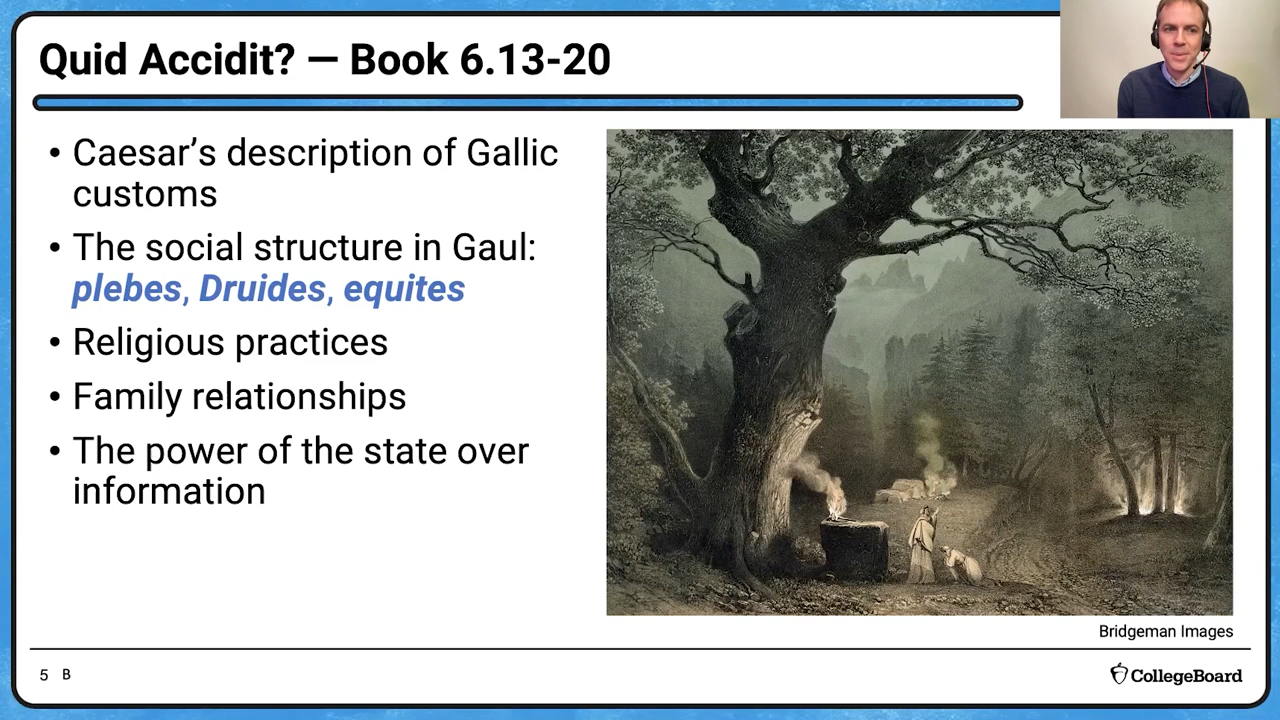 Quid Accidit? — Book 6.13-20
• Caesar’s description of Gallic
customs
• The social structure in Gaul:
plebes, Druides, equites
• Religious practices
• Family relationships
• The power of the state over
information
Bridgeman Images
5 B
CollegeBoard